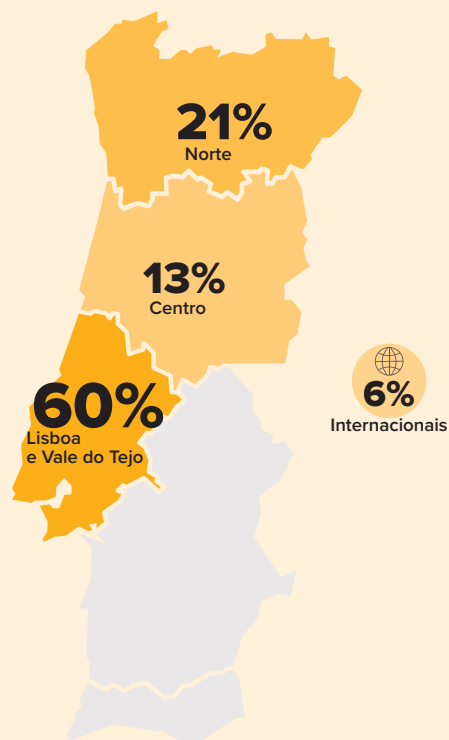 21%
Norte
13%
Centro
60%
Lisboa
e Vale do Tejo
6%
Internacionais